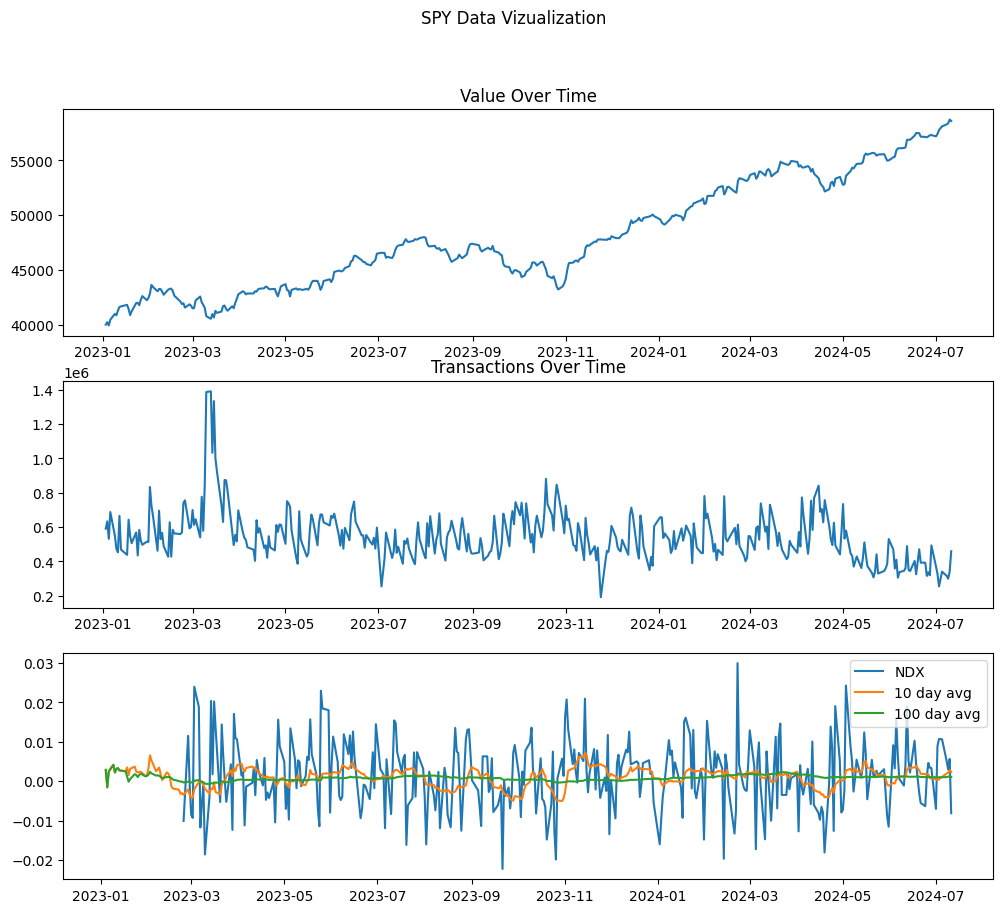 SPY Data Vizualization
Value Over Time
55000
50000
45000
40000
2023-01 2023-03 2023-05 2023-07 2023-09 2023-11 2024-01 2024-03 2024-05 2024-07
Transactions Over Time
1e6
1.4
1.2
1.0
0.8
0.6
0.4
0.2
2023-01 2023-03 2023-05 2023-07 2023-09 2023-11 2024-01 2024-03 2024-05 2024-07
0.03
0.02
0.01
0.00
−0.01
−0.02
NDX
10 day avg
100 day avg
2023-01 2023-03 2023-05 2023-07 2023-09 2023-11 2024-01 2024-03 2024-05 2024-07